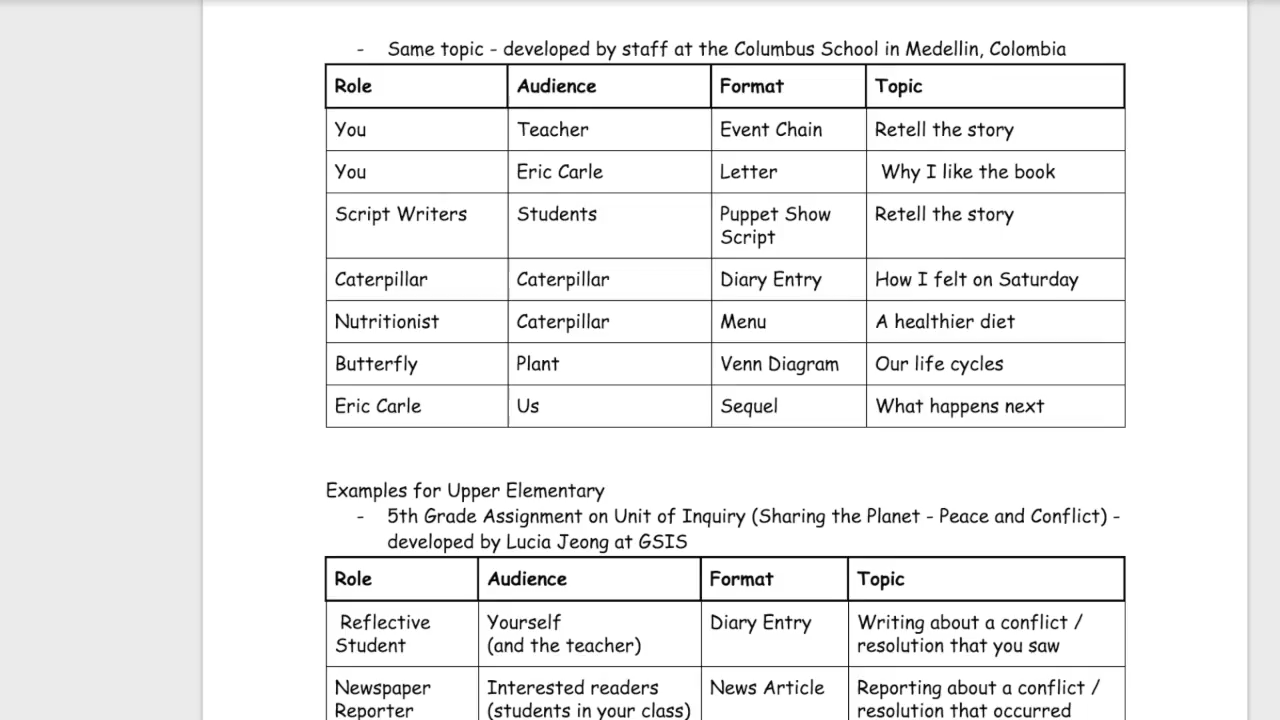 - Same topic - developed by staff at the Columbus School in Medellin, Colombia
Role Audience Format Topic
You Teacher Event Chain Retell the story
You Eric Carle Letter Why I like the book
Script Writers Students Puppet Show Retell the story
Script
Caterpillar Caterpillar Diary Entry How I felt on Saturday
Nutritionist Caterpillar Menu A healthier diet
Butterfly Plant Venn Diagram Our life cycles
Eric Carle Us Sequel What happens next
Examples for Upper Elementary
- 5th Grade Assignment on Unit of Inquiry (Sharing the Planet - Peace and Conflict) -
developed by Lucia Jeong at GSIS
Role Audience Format Topic
Reflective Yourself Diary Entry Writing about a conflict /
Student (and the teacher) resolution that you saw
Newspaper Interested readers News Article Reporting about a conflict /
Reporter (students in your class) resolution that occurred